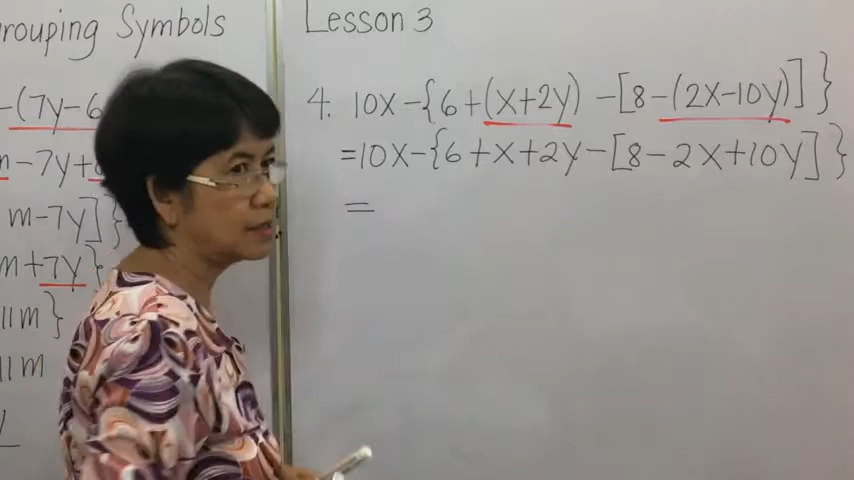 rouping Symbols
-(7y-6
m-7y+
m-7y]}
m+7y}
11m}
11m
Lesson 3
4. 10x-{6+(x+2y)-[8-(2x-10y)]}
=10x-{6+x+2y-[8-2x+10y]}
=